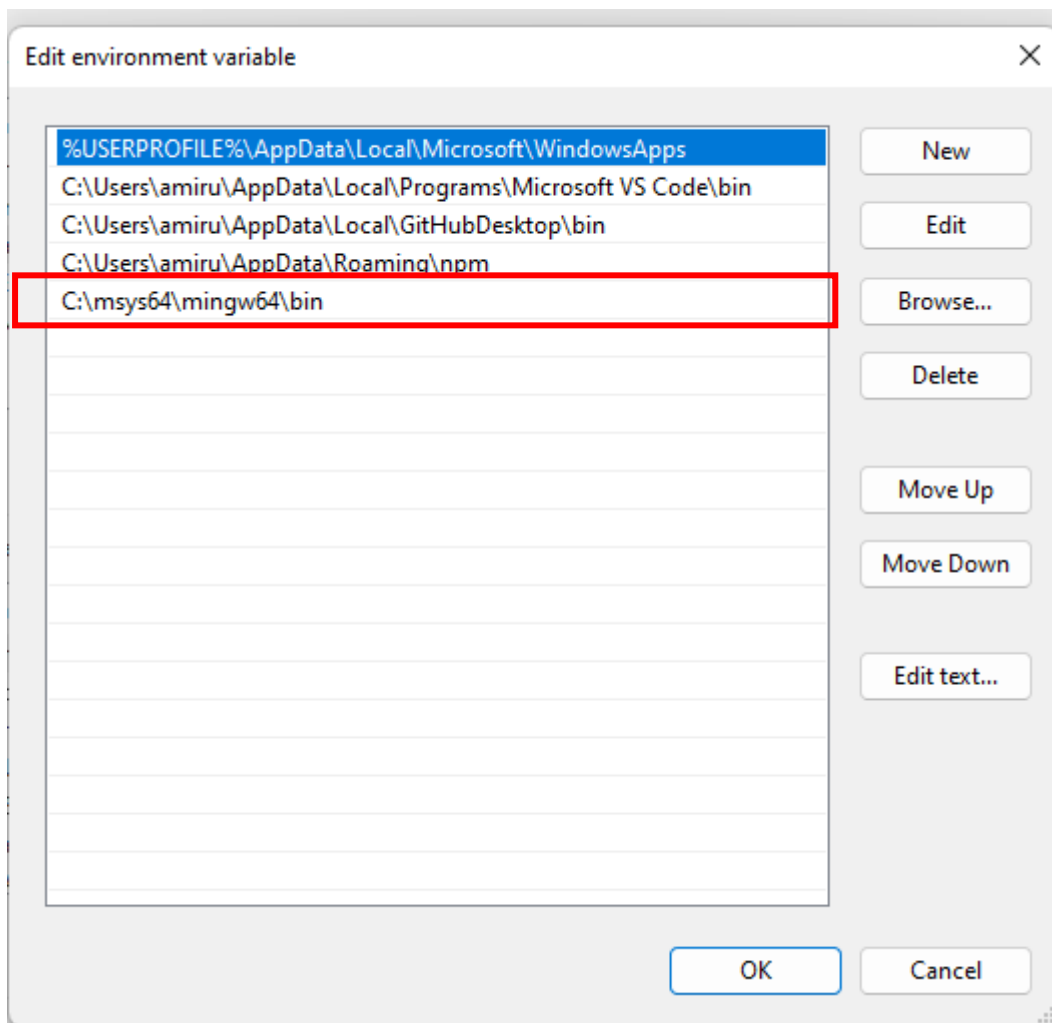 Edit environment variable
%USERPROFILE%\AppData\Local\Microsoft\WindowsApps
C:\Users\amiru\AppData\Local\Programs\Microsoft VS Code\bin
C:\Users\amiru\AppData\Local\GitHubDesktop\bin
C:\Users\amiru\AppData\Roaming\npm
C:\msys64\mingw64\bin
New
Edit
Browse...
Delete
Move Up
Move Down
Edit text...
OK
Cancel